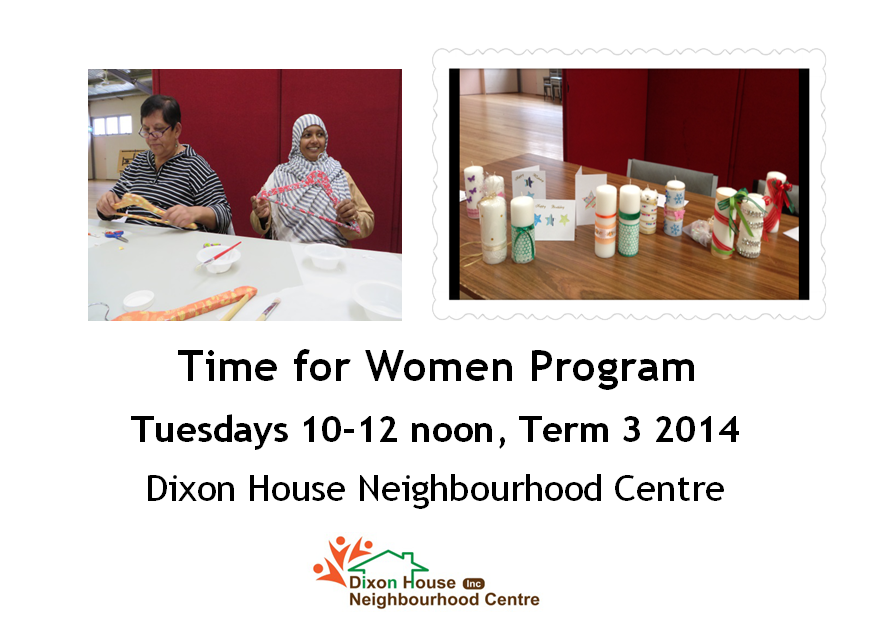 Time for Women Program
Tuesdays 10-12 noon, Term 3 2014
Dixon House Neighbourhood Centre
Dixon House Inc
Neighbourhood Centre